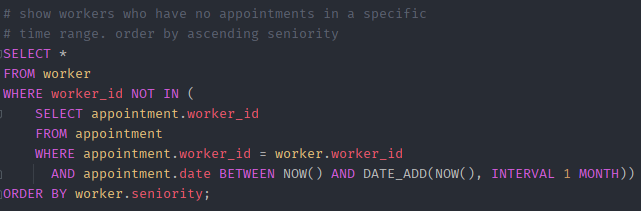 # show workers who have no appointments in a specific
# time range. order by ascending seniority
SELECT *
FROM worker
WHERE worker_id NOT IN (
    SELECT appointment.worker_id
    FROM appointment
    WHERE appointment.worker_id = worker.worker_id
      AND appointment.date BETWEEN NOW() AND DATE_ADD(NOW(), INTERVAL 1 MONTH))
ORDER BY worker.seniority;